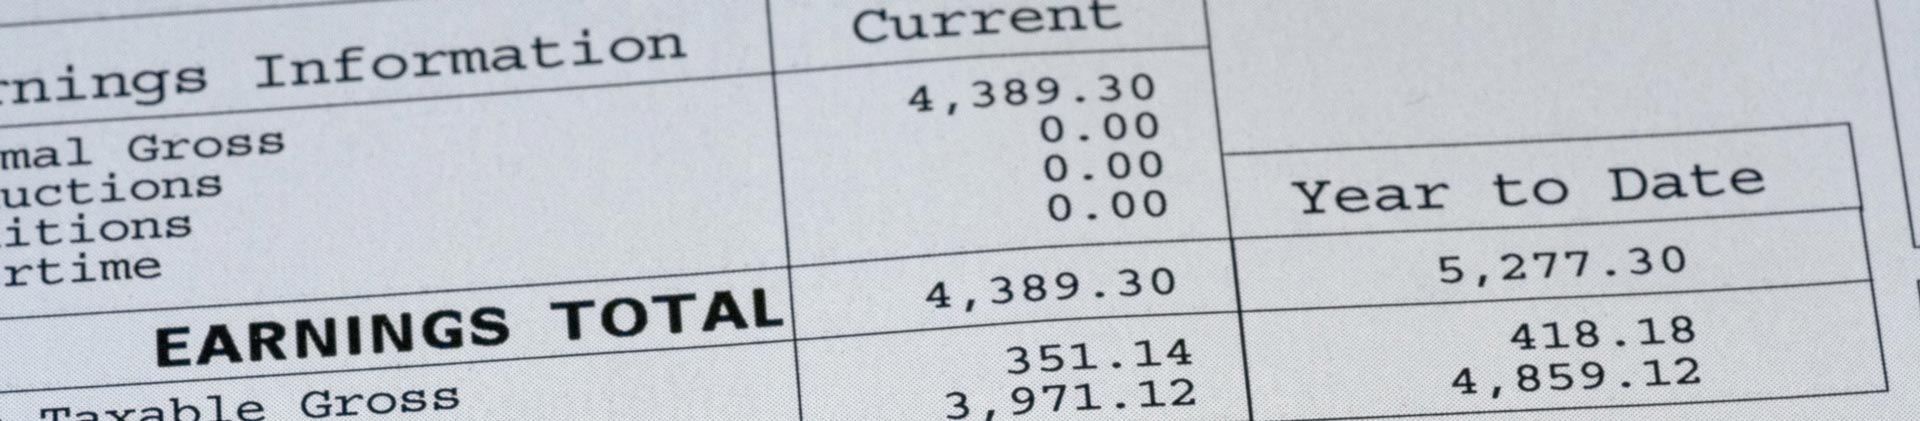 rnings Information Current
mal Gross 4,389.30
uctions 0.00
itions 0.00
rtime 0.00
Year to Date
EARNINGS TOTAL 4,389.30 5,277.30
351.14 418.18
Taxable Gross 3,971.12 4,859.12